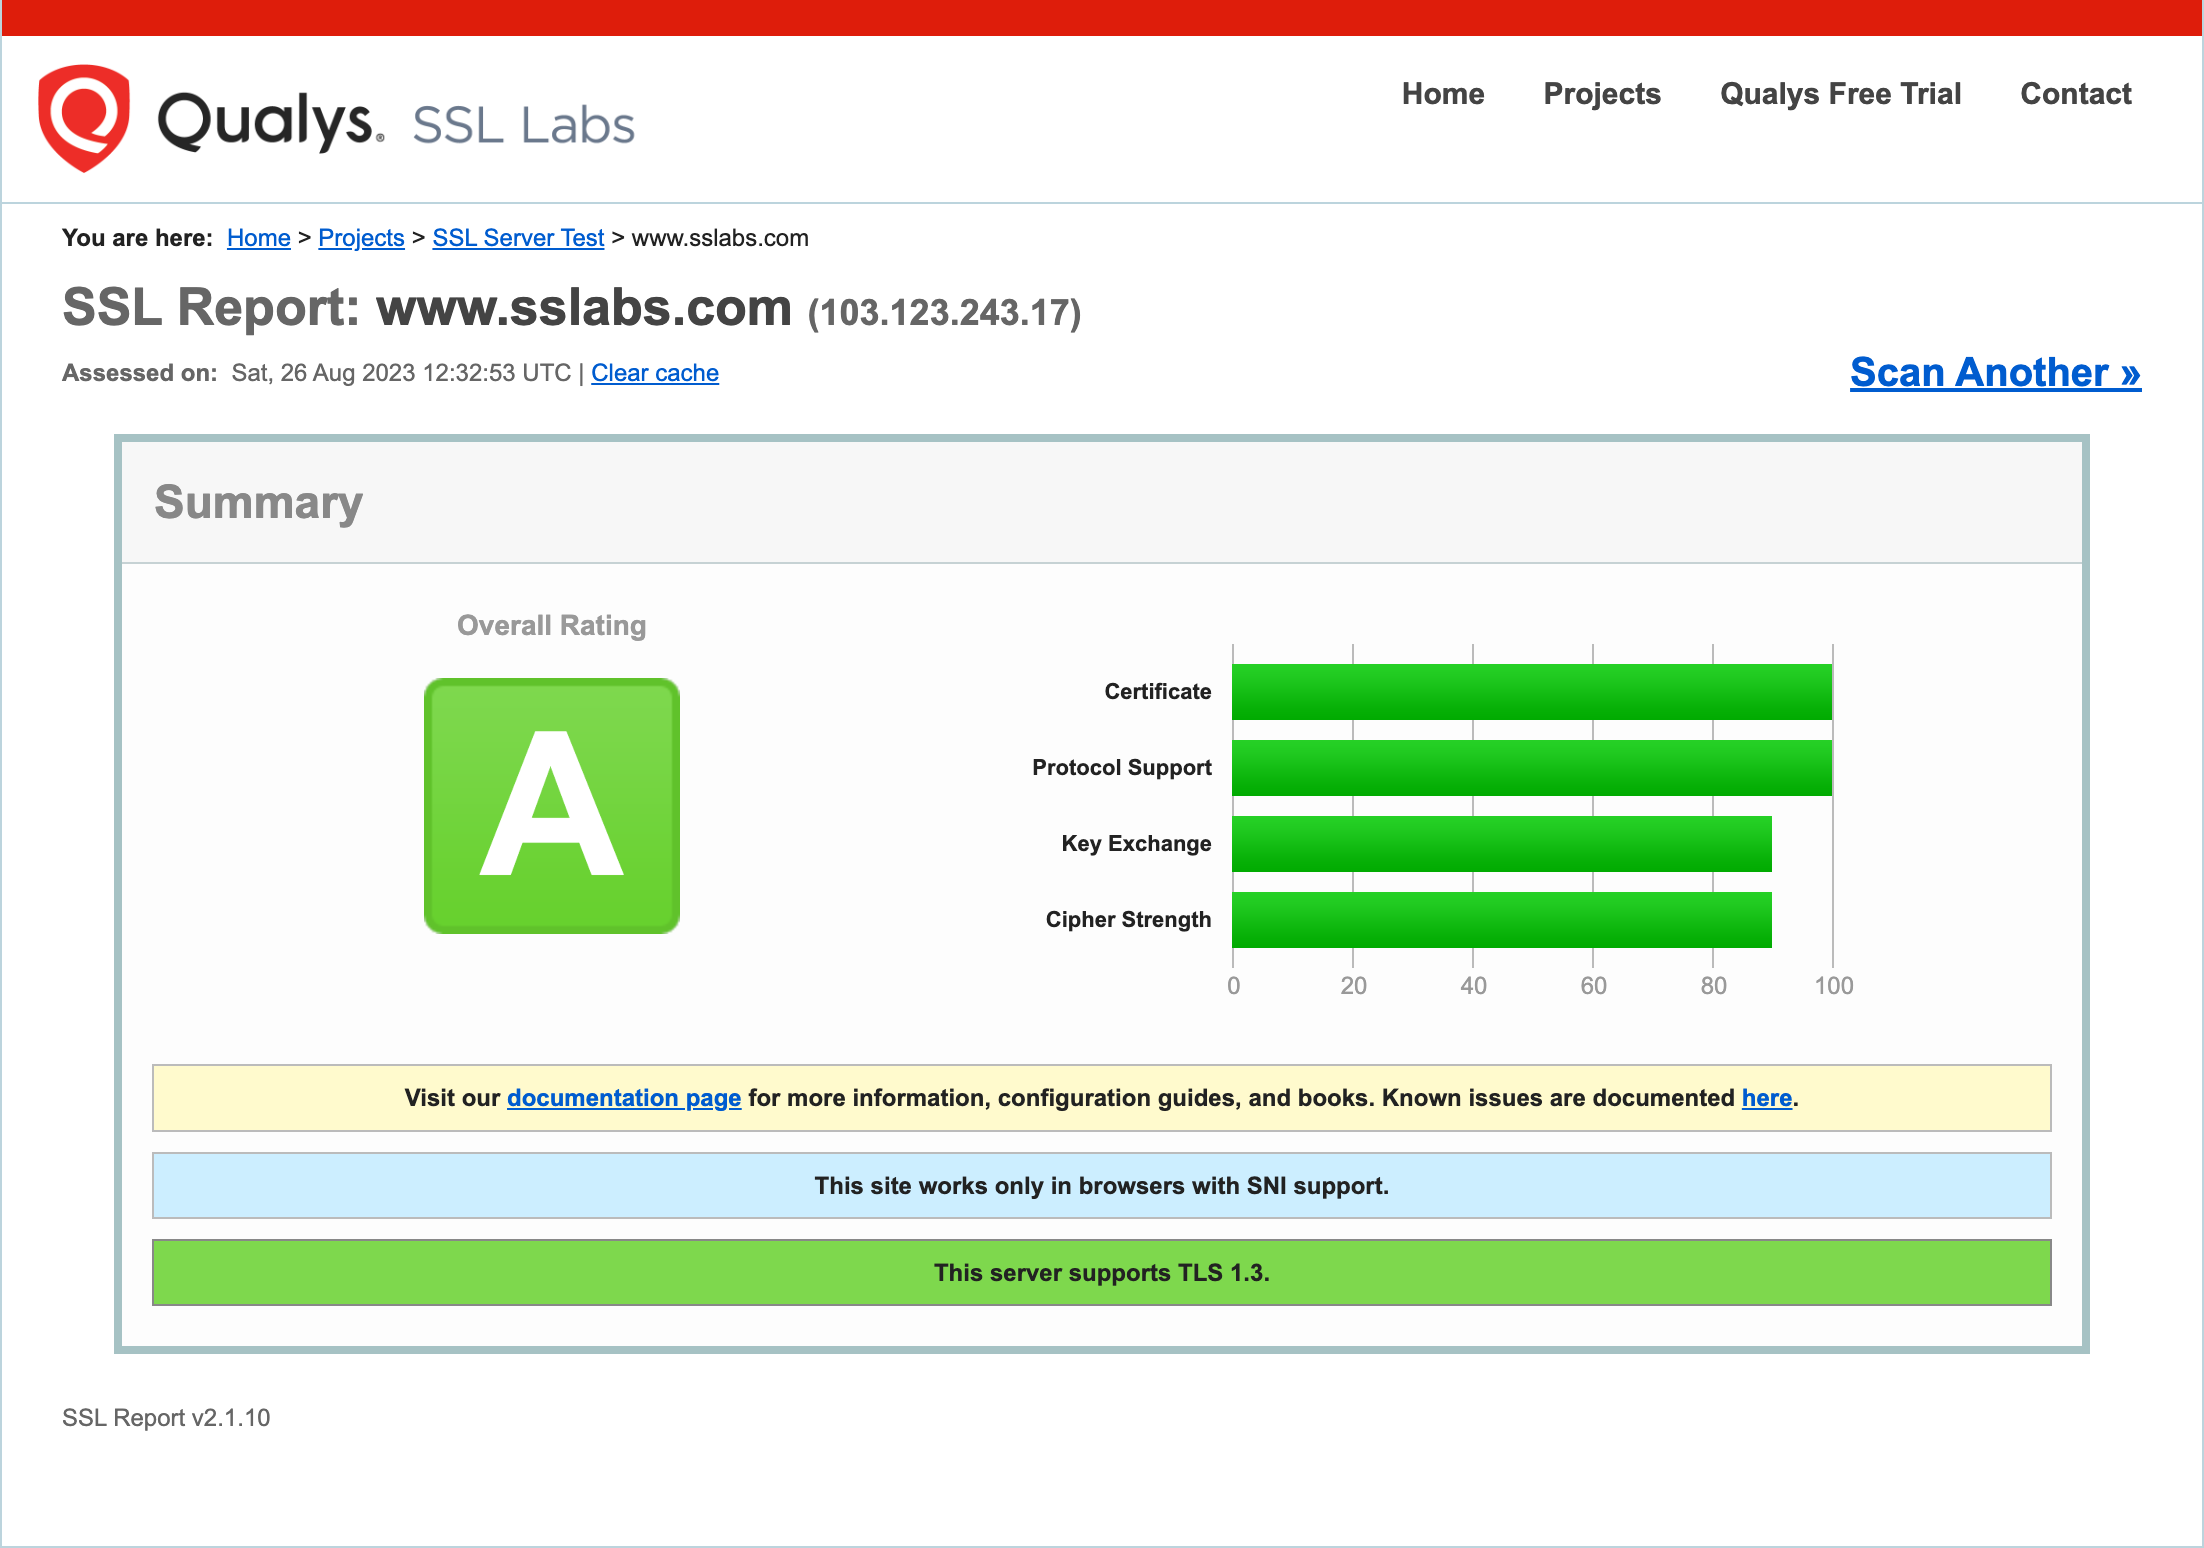 Qualys® SSL Labs
Home Projects Qualys Free Trial Contact
You are here: Home > Projects > SSL Server Test > www.sslabs.com
SSL Report: www.sslabs.com (103.123.243.17)
Assessed on: Sat, 26 Aug 2023 12:32:53 UTC | Clear cache
Scan Another »
Summary
Overall Rating
A
Certificate
Protocol Support
Key Exchange
Cipher Strength
0 20 40 60 80 100
Visit our documentation page for more information, configuration guides, and books. Known issues are documented here.
This site works only in browsers with SNI support.
This server supports TLS 1.3.
SSL Report v2.1.10